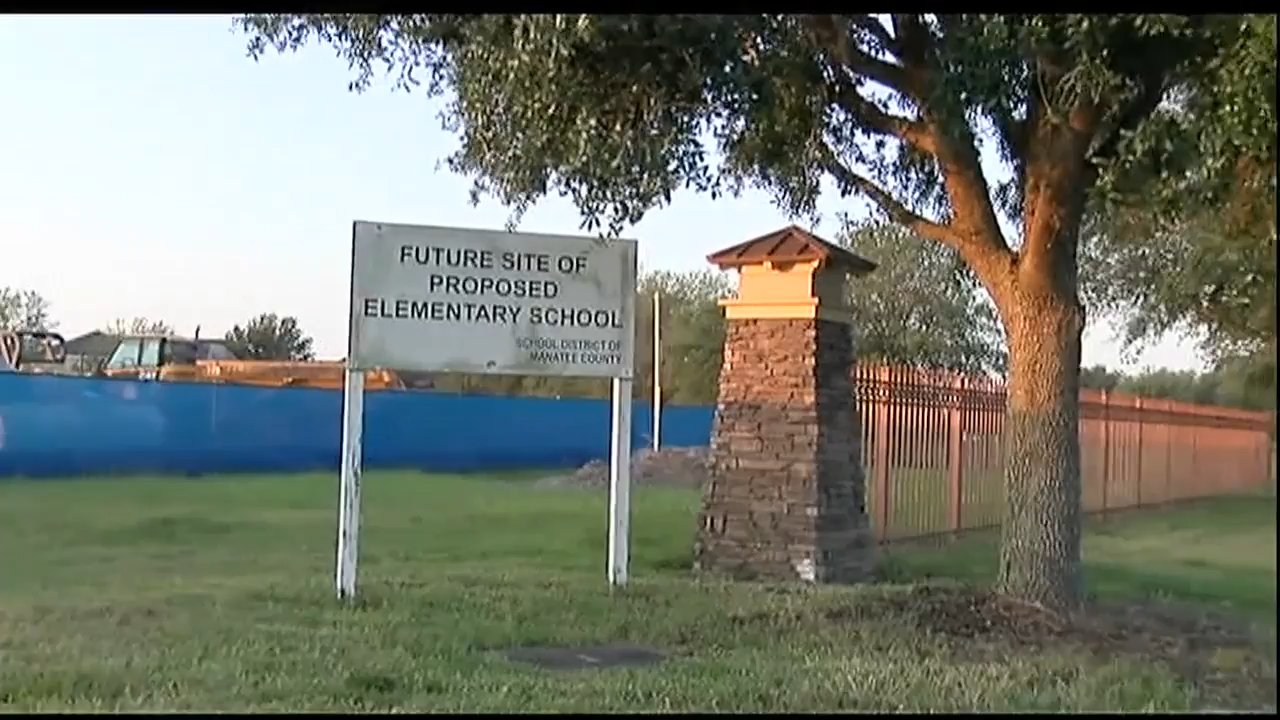 FUTURE SITE OF
PROPOSED
ELEMENTARY SCHOOL
SCHOOL DISTRICT OF
MANATEE COUNTY